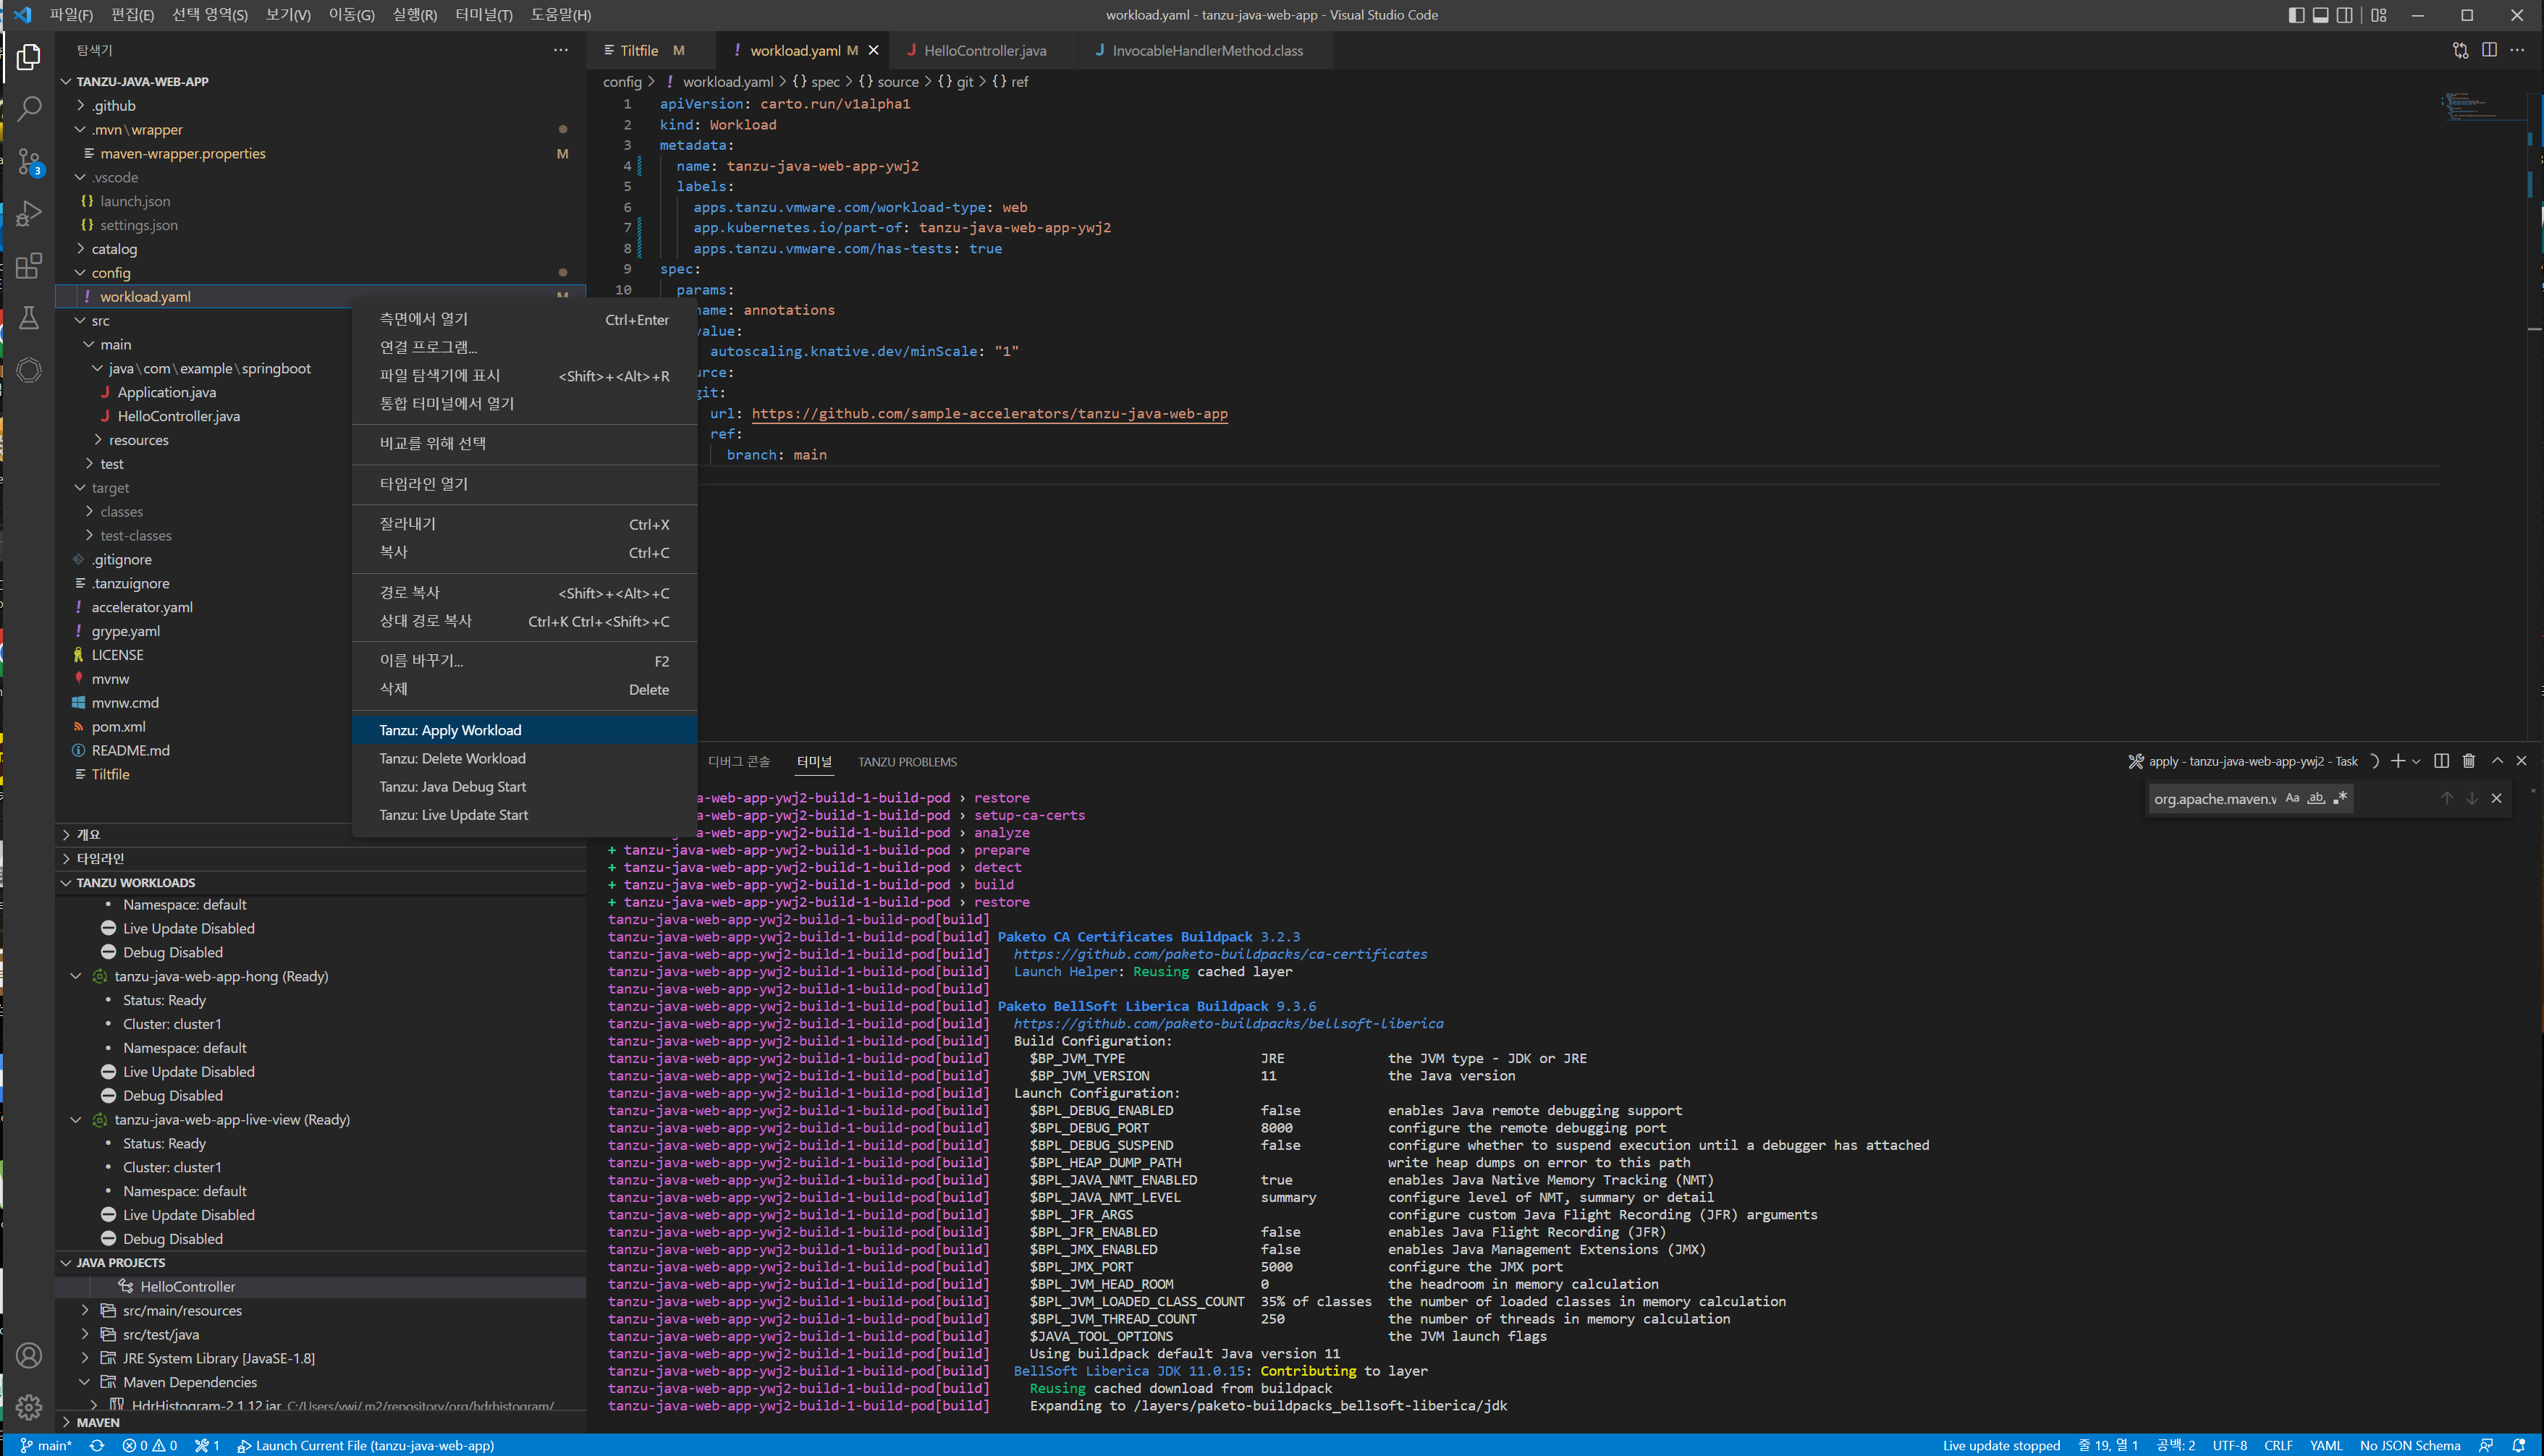 파일(F) 편집(E) 선택 영역(S) 보기(V) 이동(G) 실행(R) 터미널(T) 도움말(H)
workload.yaml - tanzu-java-web-app - Visual Studio Code
탐색기
TANZU-JAVA-WEB-APP
.github
.mvn\wrapper
maven-wrapper.properties M
.vscode
launch.json
settings.json
catalog
config
workload.yaml M
src
main
java\com\example\springboot
Application.java
HelloController.java
resources
test
target
classes
test-classes
.gitignore
.tanzuignore
accelerator.yaml
grype.yaml
LICENSE
mvnw
mvnw.cmd
pom.xml
README.md
Tiltfile
3
개요
타임라인
TANZU WORKLOADS
Namespace: default
Live Update Disabled
Debug Disabled
tanzu-java-web-app-hong (Ready)
Status: Ready
Cluster: cluster1
Namespace: default
Live Update Disabled
Debug Disabled
tanzu-java-web-app-live-view (Ready)
Status: Ready
Cluster: cluster1
Namespace: default
Live Update Disabled
Debug Disabled
JAVA PROJECTS
HelloController
src/main/resources
src/test/java
JRE System Library [JavaSE-1.8]
Maven Dependencies
HdrHistogram-2.1.12.jar C:/Users/ywj/.m2/repository/org/hdrhistogram/
MAVEN
측면에서 열기 Ctrl+Enter
연결 프로그램...
파일 탐색기에 표시 <Shift>+<Alt>+R
통합 터미널에서 열기
비교를 위해 선택
타임라인 열기
잘라내기 Ctrl+X
복사 Ctrl+C
경로 복사 <Shift>+<Alt>+C
상대 경로 복사 Ctrl+K Ctrl+<Shift>+C
이름 바꾸기... F2
삭제 Delete
Tanzu: Apply Workload
Tanzu: Delete Workload
Tanzu: Java Debug Start
Tanzu: Live Update Start
Tiltfile M
! workload.yaml M
HelloController.java
InvocableHandlerMethod.class
config > ! workload.yaml > {} spec > {} source > {} git > {} ref
1 apiVersion: carto.run/v1alpha1
2 kind: Workload
3 metadata:
4 name: tanzu-java-web-app-ywj2
5 labels:
6 apps.tanzu.vmware.com/workload-type: web
7 app.kubernetes.io/part-of: tanzu-java-web-app-ywj2
8 apps.tanzu.vmware.com/has-tests: true
9 spec:
10 params:
name: annotations
value:
autoscaling.knative.dev/minScale: "1"
urce:
git:
url: https://github.com/sample-accelerators/tanzu-java-web-app
ref:
branch: main
디버그 콘솔 터미널 TANZU PROBLEMS
apply - tanzu-java-web-app-ywj2 - Task
org.apache.maven.v Aa ab
a-web-app-ywj2-build-1-build-pod › restore
a-web-app-ywj2-build-1-build-pod › setup-ca-certs
a-web-app-ywj2-build-1-build-pod › analyze
+ tanzu-java-web-app-ywj2-build-1-build-pod › prepare
+ tanzu-java-web-app-ywj2-build-1-build-pod › detect
+ tanzu-java-web-app-ywj2-build-1-build-pod › build
+ tanzu-java-web-app-ywj2-build-1-build-pod › restore
tanzu-java-web-app-ywj2-build-1-build-pod[build]
tanzu-java-web-app-ywj2-build-1-build-pod[build] Paketo CA Certificates Buildpack 3.2.3
tanzu-java-web-app-ywj2-build-1-build-pod[build] https://github.com/paketo-buildpacks/ca-certificates
tanzu-java-web-app-ywj2-build-1-build-pod[build] Launch Helper: Reusing cached layer
tanzu-java-web-app-ywj2-build-1-build-pod[build]
tanzu-java-web-app-ywj2-build-1-build-pod[build] Paketo BellSoft Liberica Buildpack 9.3.6
tanzu-java-web-app-ywj2-build-1-build-pod[build] https://github.com/paketo-buildpacks/bellsoft-liberica
tanzu-java-web-app-ywj2-build-1-build-pod[build] Build Configuration:
tanzu-java-web-app-ywj2-build-1-build-pod[build] $BP_JVM_TYPE JRE the JVM type - JDK or JRE
tanzu-java-web-app-ywj2-build-1-build-pod[build] $BP_JVM_VERSION 11 the Java version
tanzu-java-web-app-ywj2-build-1-build-pod[build] Launch Configuration:
tanzu-java-web-app-ywj2-build-1-build-pod[build] $BPL_DEBUG_ENABLED false enables Java remote debugging support
tanzu-java-web-app-ywj2-build-1-build-pod[build] $BPL_DEBUG_PORT 8000 configure the remote debugging port
tanzu-java-web-app-ywj2-build-1-build-pod[build] $BPL_DEBUG_SUSPEND false configure whether to suspend execution until a debugger has attached
tanzu-java-web-app-ywj2-build-1-build-pod[build] $BPL_HEAP_DUMP_PATH write heap dumps on error to this path
tanzu-java-web-app-ywj2-build-1-build-pod[build] $BPL_JAVA_NMT_ENABLED true enables Java Native Memory Tracking (NMT)
tanzu-java-web-app-ywj2-build-1-build-pod[build] $BPL_JAVA_NMT_LEVEL summary configure level of NMT, summary or detail
tanzu-java-web-app-ywj2-build-1-build-pod[build] $BPL_JFR_ARGS configure custom Java Flight Recording (JFR) arguments
tanzu-java-web-app-ywj2-build-1-build-pod[build] $BPL_JFR_ENABLED false enables Java Flight Recording (JFR)
tanzu-java-web-app-ywj2-build-1-build-pod[build] $BPL_JMX_ENABLED false enables Java Management Extensions (JMX)
tanzu-java-web-app-ywj2-build-1-build-pod[build] $BPL_JMX_PORT 5000 configure the JMX port
tanzu-java-web-app-ywj2-build-1-build-pod[build] $BPL_JVM_HEAD_ROOM 0 the headroom in memory calculation
tanzu-java-web-app-ywj2-build-1-build-pod[build] $BPL_JVM_LOADED_CLASS_COUNT 35% of classes the number of loaded classes in memory calculation
tanzu-java-web-app-ywj2-build-1-build-pod[build] $BPL_JVM_THREAD_COUNT 250 the number of threads in memory calculation
tanzu-java-web-app-ywj2-build-1-build-pod[build] $JAVA_TOOL_OPTIONS the JVM launch flags
tanzu-java-web-app-ywj2-build-1-build-pod[build] Using buildpack default Java version 11
tanzu-java-web-app-ywj2-build-1-build-pod[build] BellSoft Liberica JDK 11.0.15: Contributing to layer
tanzu-java-web-app-ywj2-build-1-build-pod[build] Reusing cached download from buildpack
tanzu-java-web-app-ywj2-build-1-build-pod[build] Expanding to /layers/paketo-buildpacks_bellsoft-liberica/jdk
main* 0 0 1 Launch Current File (tanzu-java-web-app)
Live update stopped 줄 19, 열 1 공백: 2 UTF-8 CRLF YAML No JSON Schema